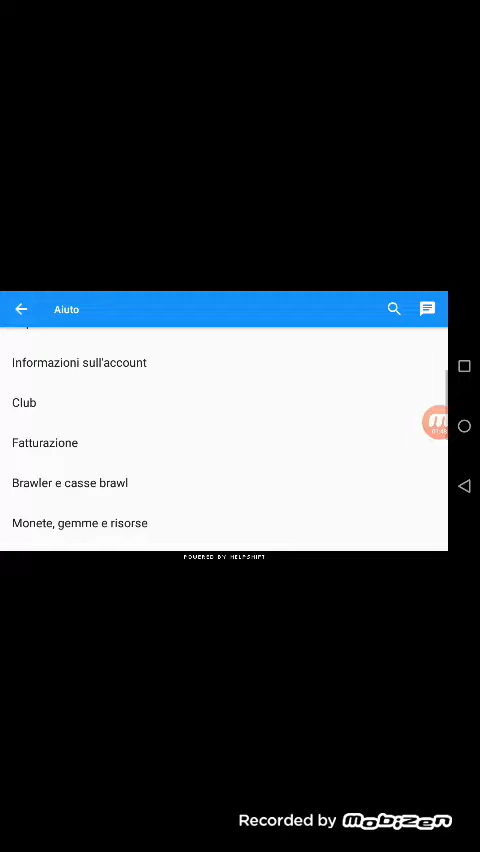 Aiuto
Informazioni sull'account
Club
Fatturazione
Brawler e casse brawl
Monete, gemme e risorse
POWERED BY HELPSHIFT
Recorded by mobizen